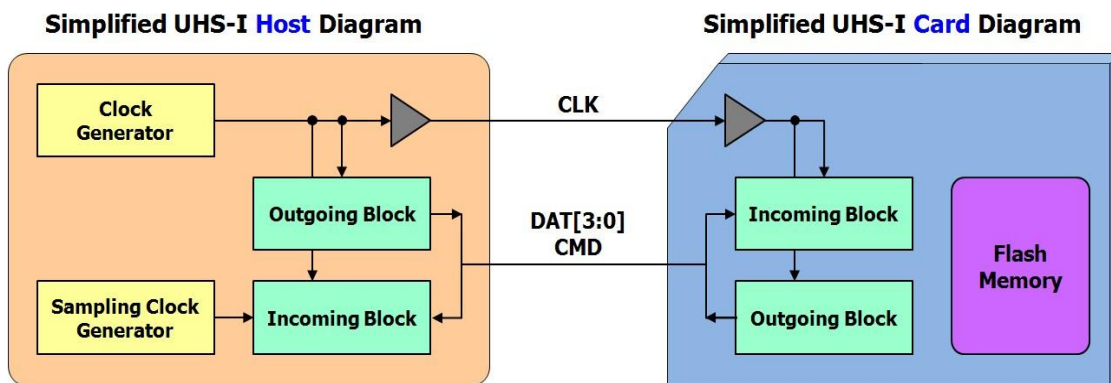 Simplified UHS-I Host Diagram
Simplified UHS-I Card Diagram
Clock
Generator
CLK
Outgoing Block
DAT[3:0]
CMD
Incoming Block
Flash
Memory
Sampling Clock
Generator
Incoming Block
Outgoing Block